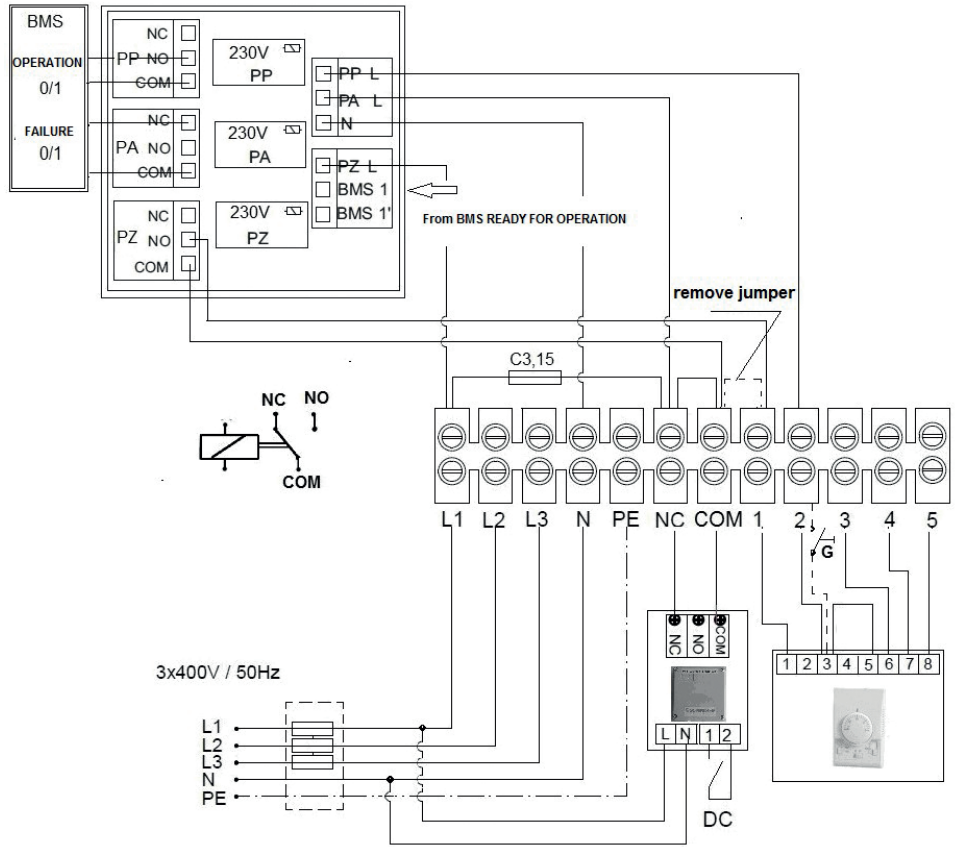 BMS
OPERATION
0/1
FAILURE
0/1
NC
PP NO
COM
NC
PA NO
COM
NC
PZ NO
COM
230V
PP
230V
PA
230V
PZ
PP L
PA L
N
PZ L
BMS 1
BMS 1'
From BMS READY FOR OPERATION
remove jumper
C3,15
NC NO
COM
L1 L2 L3 N PE NC COM 1 2 3 4 5
G
NC NO COM
L N 1 2
DC
1 2 3 4 5 6 7 8
3x400V / 50Hz
L1
L2
L3
N
PE